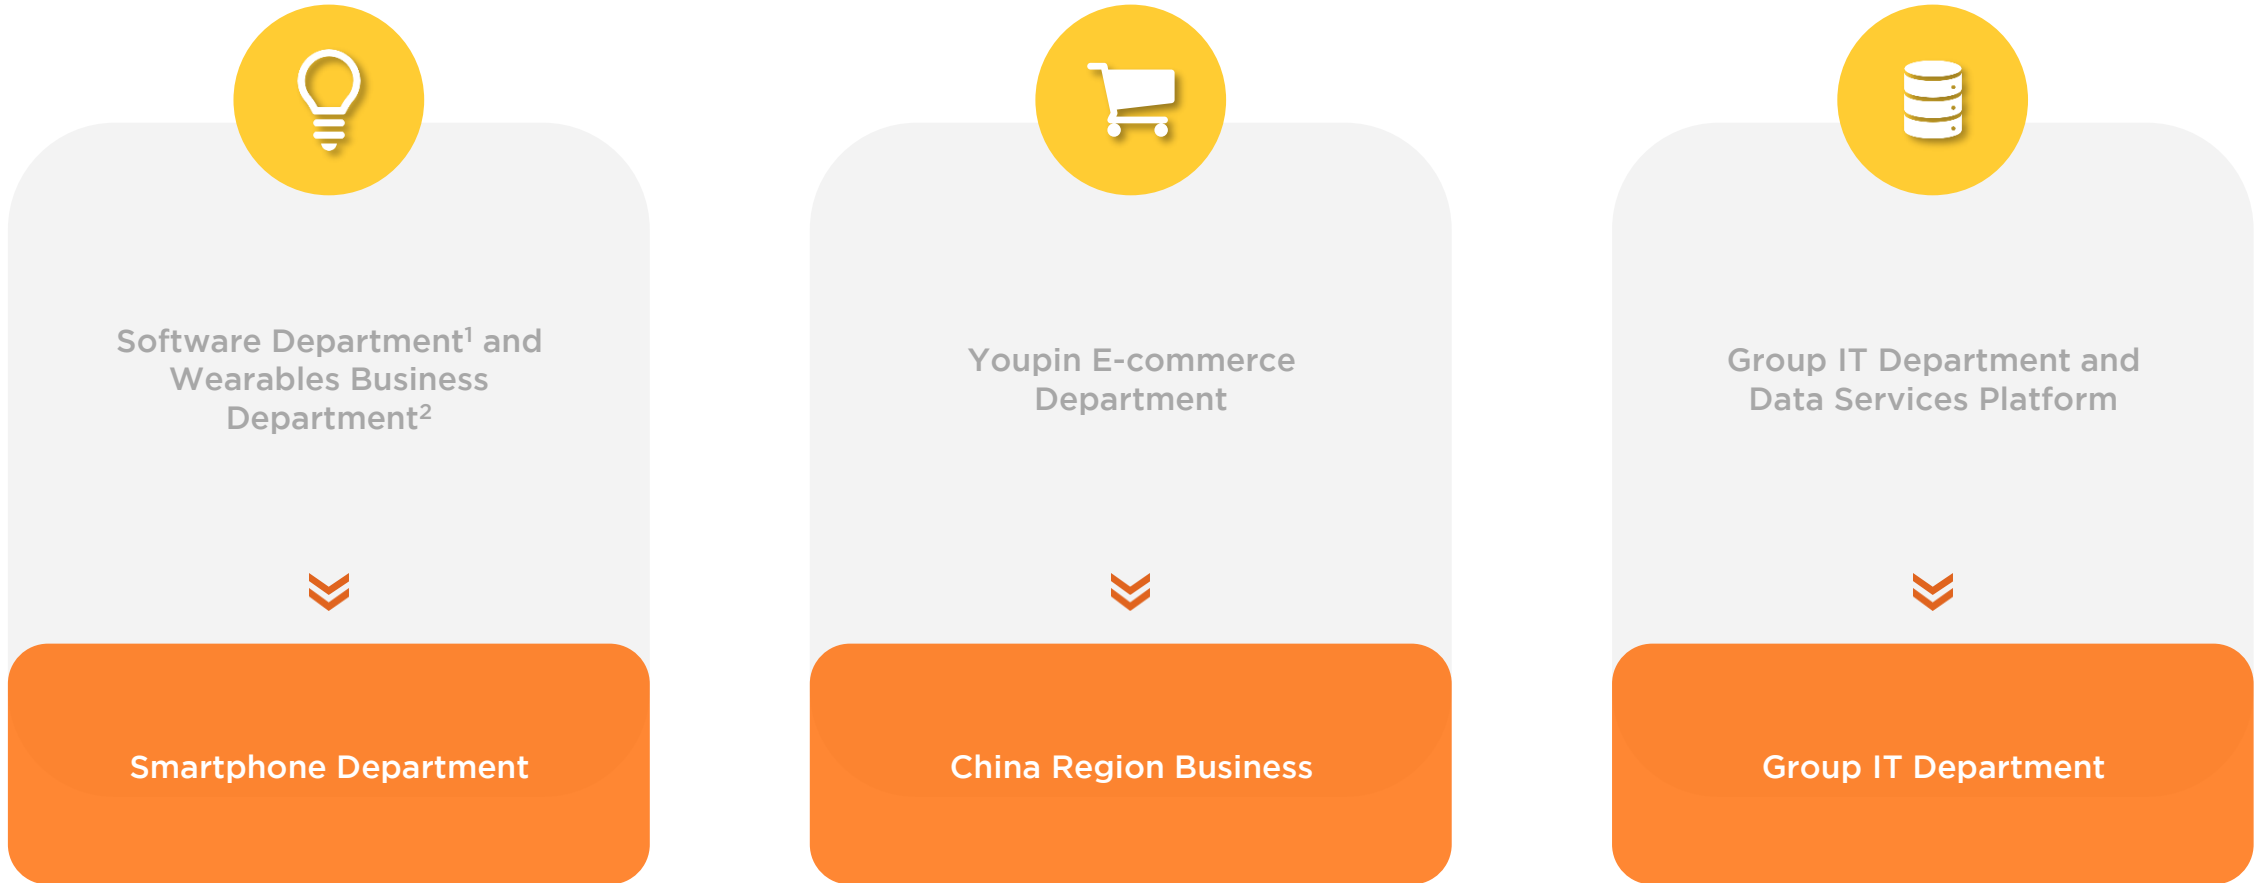 Software Department¹ and
Wearables Business
Department²
Smartphone Department
Youpin E-commerce
Department
China Region Business
Group IT Department and
Data Services Platform
Group IT Department